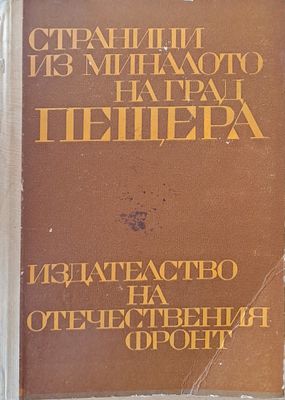 СТРАНИЦИ
ИЗ МИНАЛОТО
НА ГРАД
ПЕЩЕРА
ИЗДАТЕЛСТВО
НА
ОТЕЧЕСТВЕНИЯ
ФРОНТ